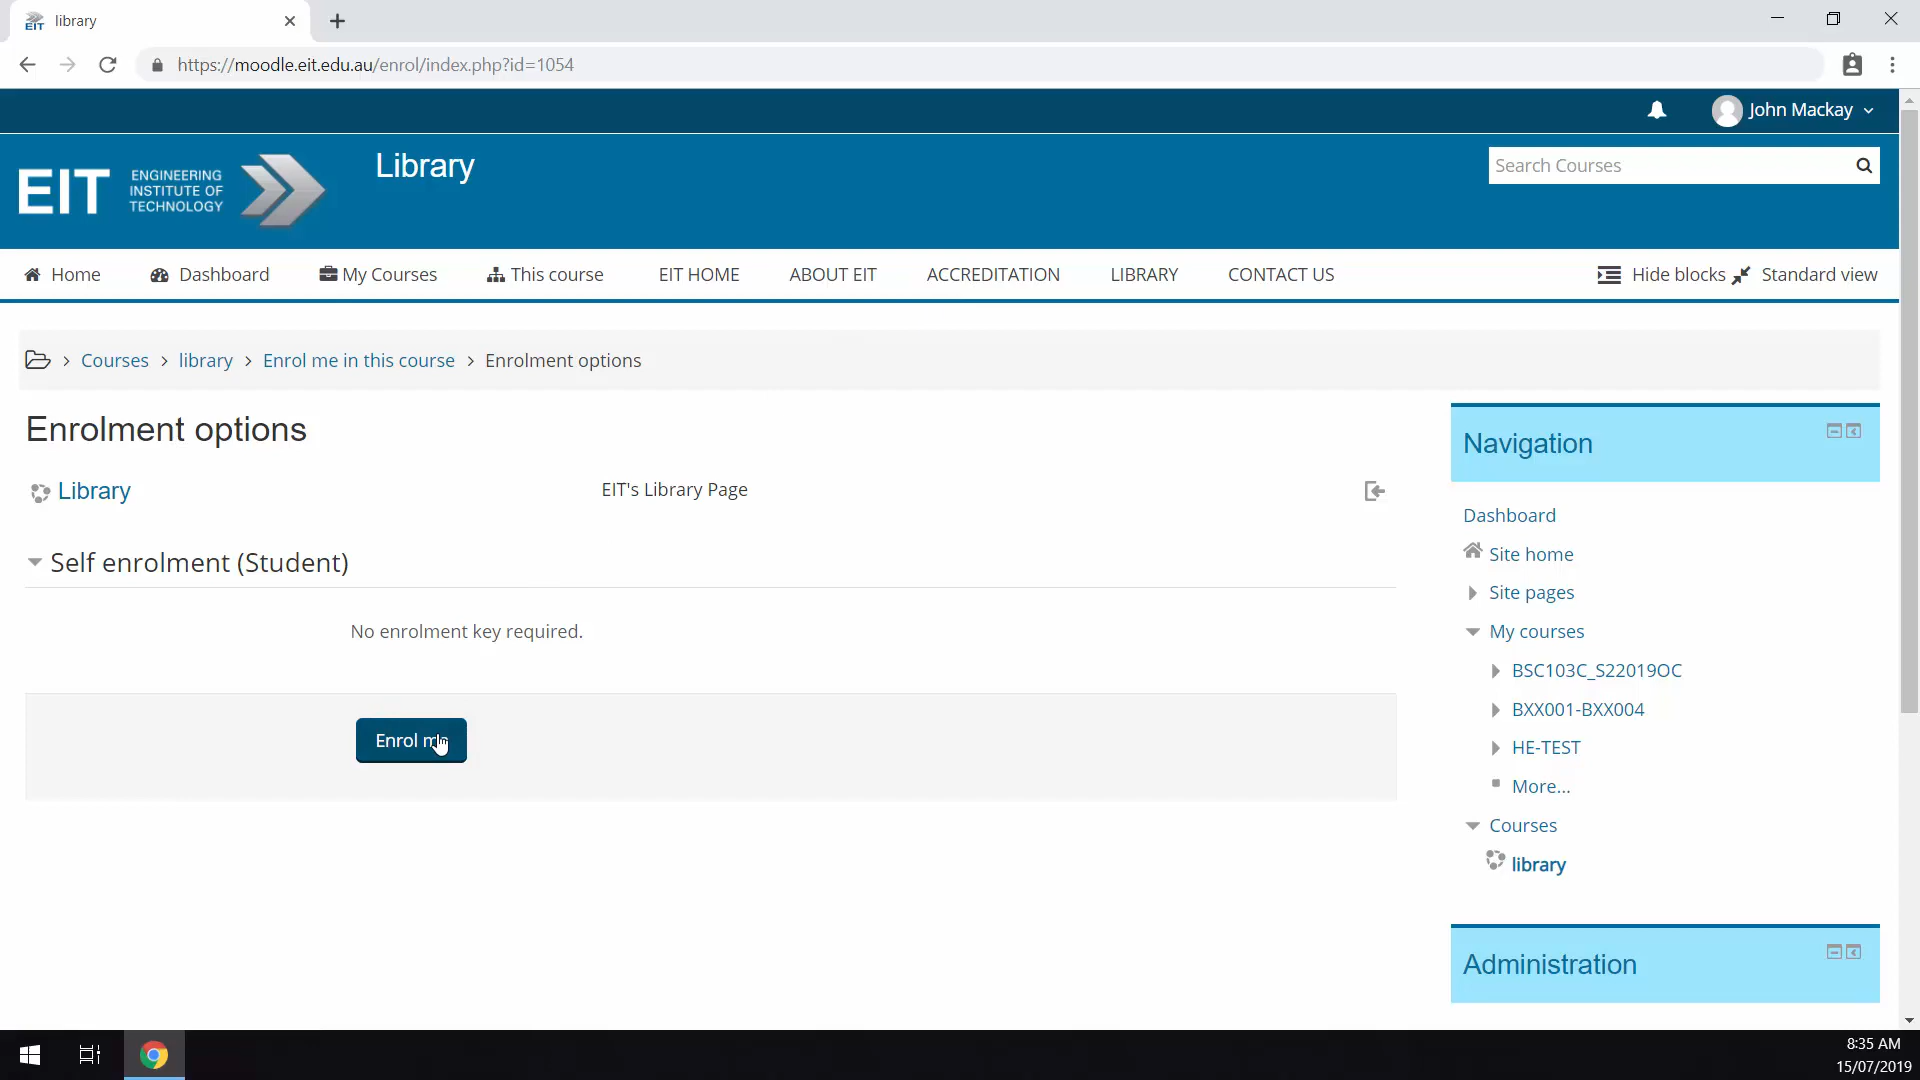 library
https://moodle.eit.edu.au/enrol/index.php?id=1054
John Mackay
EIT ENGINEERING INSTITUTE OF TECHNOLOGY
Library
Search Courses
Home Dashboard My Courses This course EIT HOME ABOUT EIT ACCREDITATION LIBRARY CONTACT US Hide blocks Standard view
Courses > library > Enrol me in this course > Enrolment options
Enrolment options
Library EIT's Library Page
Self enrolment (Student)
No enrolment key required.
Enrol me
Navigation
Dashboard
Site home
Site pages
My courses
BSC103C_S22019OC
BXX001-BXX004
HE-TEST
More...
Courses
library
Administration
8:35 AM
15/07/2019